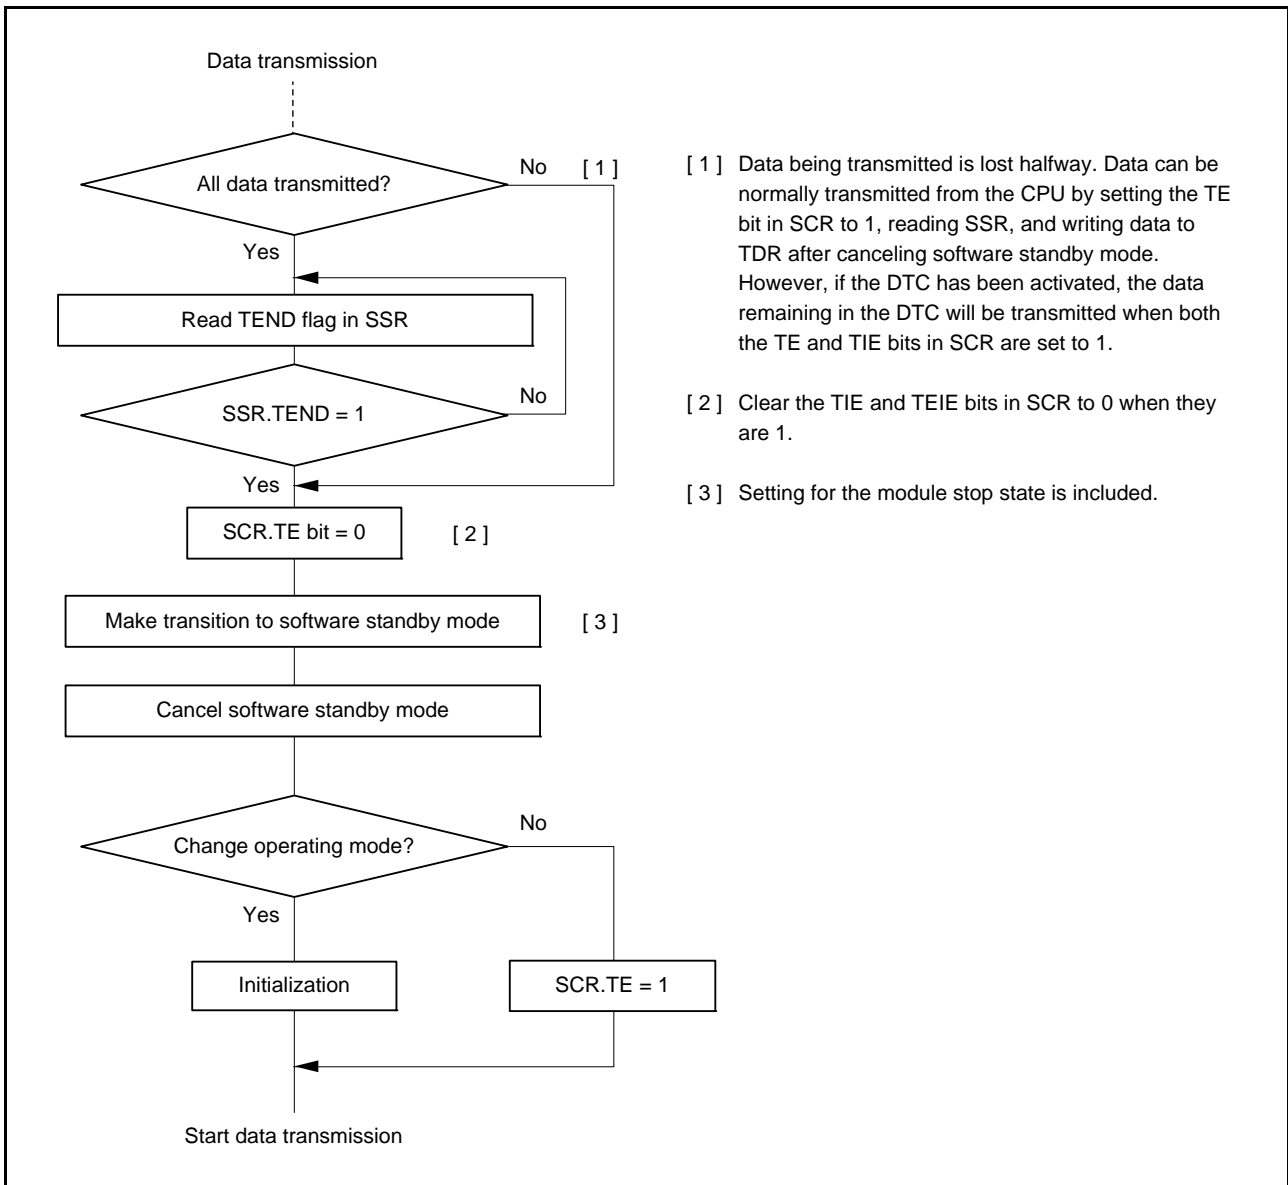 Data transmission
All data transmitted?
No [ 1 ]
Yes
Read TEND flag in SSR
SSR.TEND = 1
No
Yes
SCR.TE bit = 0 [ 2 ]
Make transition to software standby mode [ 3 ]
Cancel software standby mode
Change operating mode?
No
Yes
Initialization
SCR.TE = 1
Start data transmission
[ 1 ] Data being transmitted is lost halfway. Data can be
normally transmitted from the CPU by setting the TE
bit in SCR to 1, reading SSR, and writing data to
TDR after canceling software standby mode.
However, if the DTC has been activated, the data
remaining in the DTC will be transmitted when both
the TE and TIE bits in SCR are set to 1.
[ 2 ] Clear the TIE and TEIE bits in SCR to 0 when they
are 1.
[ 3 ] Setting for the module stop state is included.